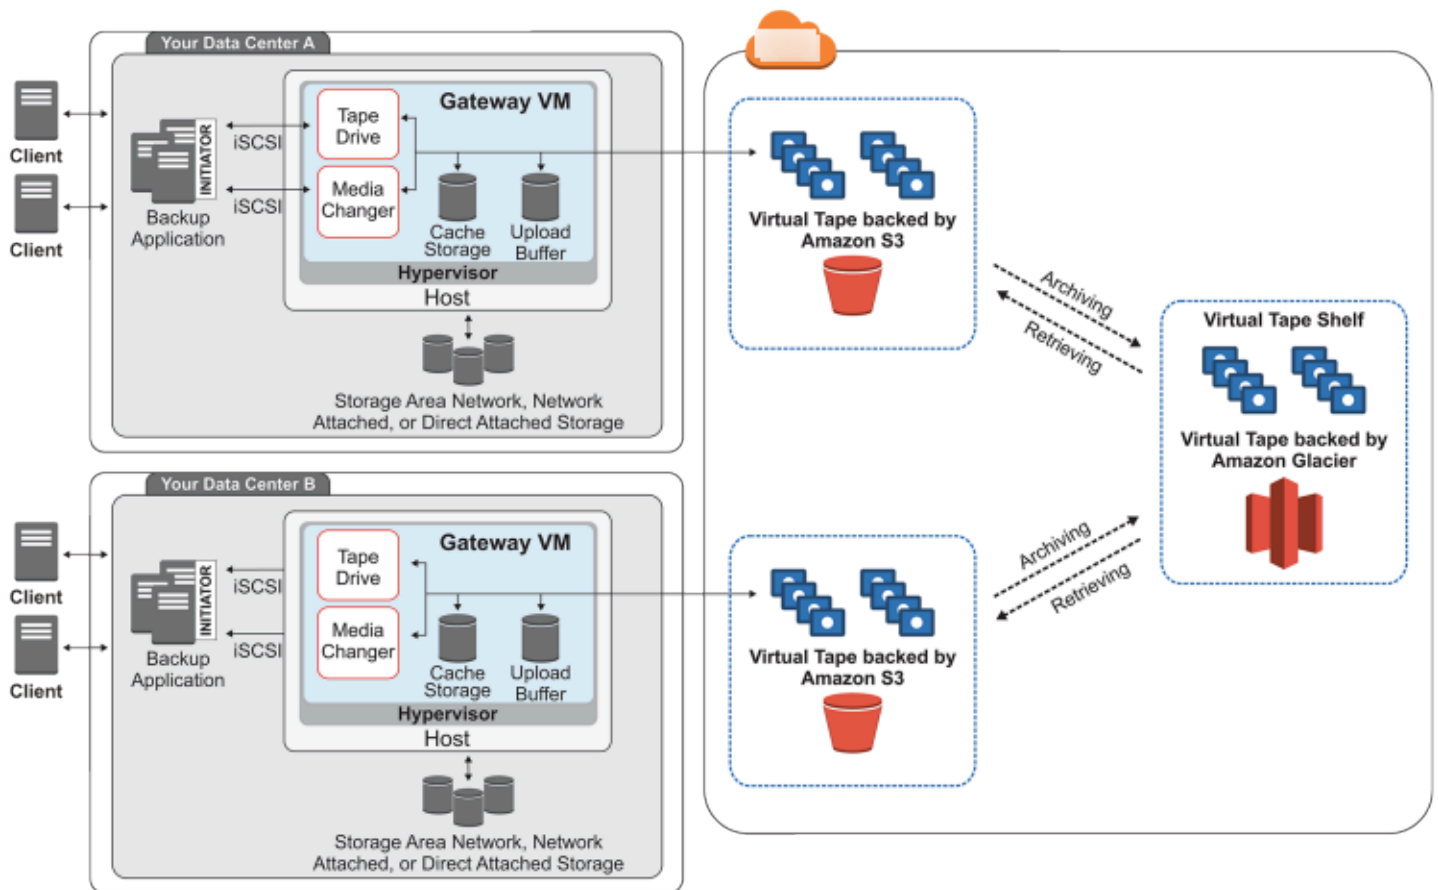 Your Data Center A
Client
Client
INITIATOR
Backup
Application
iSCSI
iSCSI
Gateway VM
Tape
Drive
Media
Changer
Cache
Storage
Upload
Buffer
Hypervisor
Host
Storage Area Network, Network
Attached, or Direct Attached Storage
Virtual Tape backed by
Amazon S3
Archiving
Retrieving
Virtual Tape Shelf
Virtual Tape backed by
Amazon Glacier
Your Data Center B
Client
Client
INITIATOR
Backup
Application
iSCSI
iSCSI
Gateway VM
Tape
Drive
Media
Changer
Cache
Storage
Upload
Buffer
Hypervisor
Host
Storage Area Network, Network
Attached, or Direct Attached Storage
Virtual Tape backed by
Amazon S3
Archiving
Retrieving